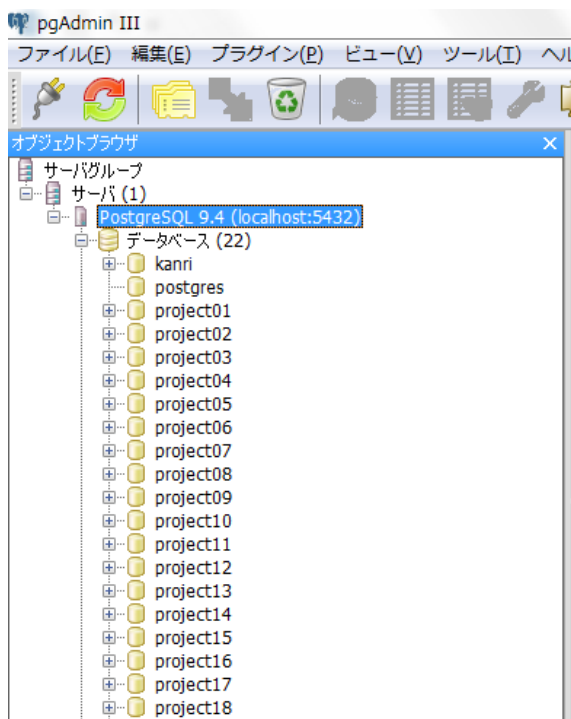 pgAdmin III
ファイル(F) 編集(E) プラグイン(P) ビュー(V) ツール(T) ヘル
オブジェクトブラウザ
サーバグループ
サーバ (1)
PostgreSQL 9.4 (localhost:5432)
データベース (22)
kanri
postgres
project01
project02
project03
project04
project05
project06
project07
project08
project09
project10
project11
project12
project13
project14
project15
project16
project17
project18